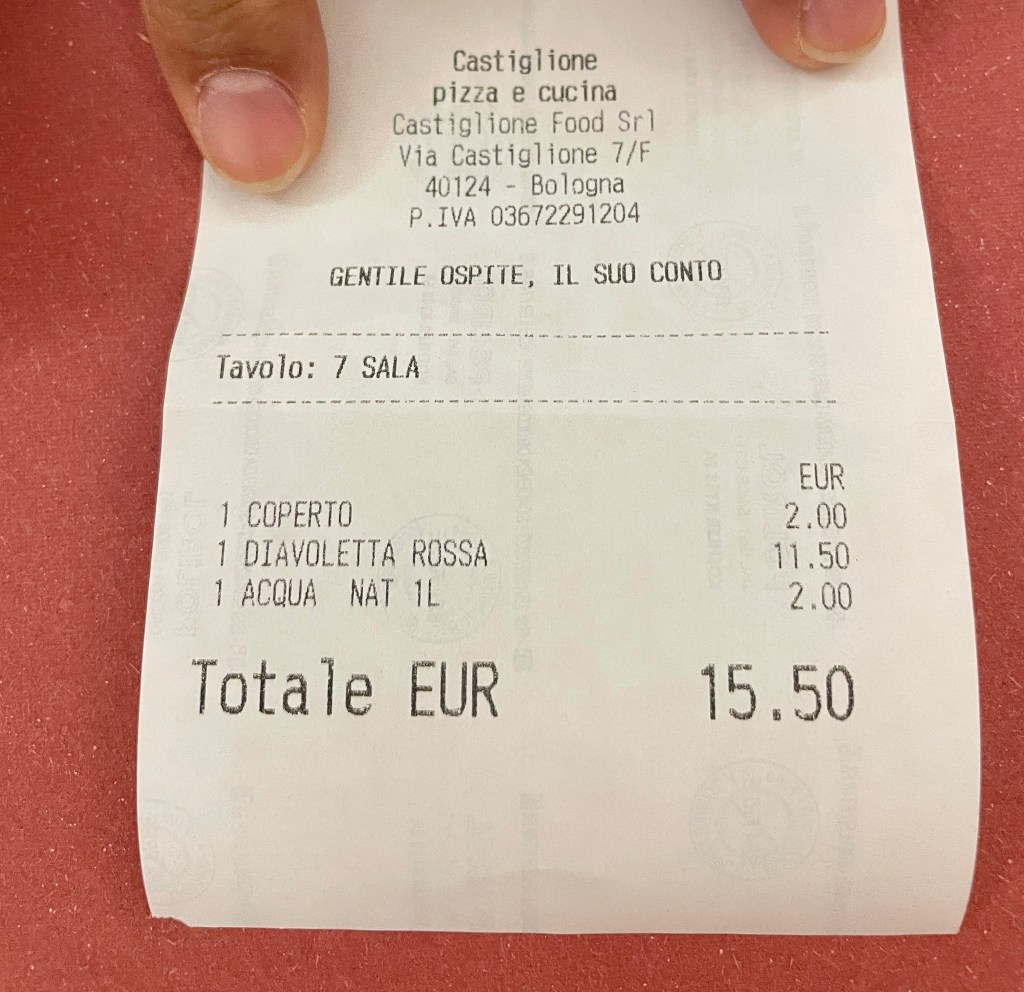 Castiglione
pizza e cucina
Castiglione Food Srl
Via Castiglione 7/F
40124 - Bologna
P.IVA 03672291204
GENTILE OSPITE, IL SUO CONTO
Tavolo: 7 SALA
EUR
1 COPERTO 2.00
1 DIAVOLETTA ROSSA 11.50
1 ACQUA NAT 1L 2.00
Totale EUR 15.50